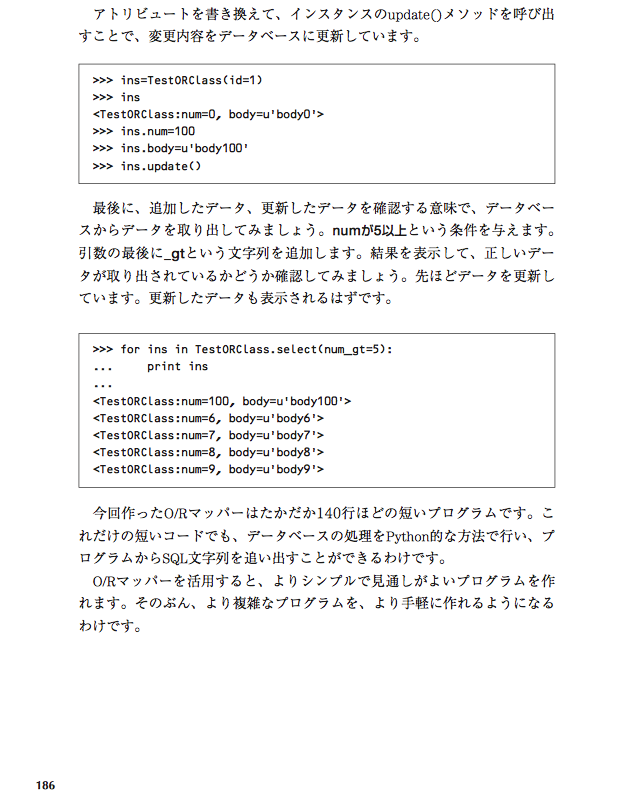 アトリビュートを書き換えて、インスタンスのupdate()メソッドを呼び出
すことで、変更内容をデータベースに更新しています。
>>> ins=TestORClass(id=1)
>>> ins
<TestORClass:num=0, body=u'body0'>
>>> ins.num=100
>>> ins.body=u'body100'
>>> ins.update()
最後に、追加したデータ、更新したデータを確認する意味で、データベー
スからデータを取り出してみましょう。numが5以上という条件を与えます。
引数の最後に_gtという文字列を追加します。結果を表示して、正しいデー
タが取り出されているかどうか確認してみましょう。先ほどデータを更新し
ています。更新したデータも表示されるはずです。
>>> for ins in TestORClass.select(num_gt=5):
...     print ins
...
<TestORClass:num=100, body=u'body100'>
<TestORClass:num=6, body=u'body6'>
<TestORClass:num=7, body=u'body7'>
<TestORClass:num=8, body=u'body8'>
<TestORClass:num=9, body=u'body9'>
今回作ったO/Rマッパーはたかだか140行ほどの短いプログラムです。こ
れだけの短いコードでも、データベースの処理をPython的な方法で行い、プ
ログラムからSQL文字列を追い出すことができるわけです。
O/Rマッパーを活用すると、よりシンプルで見通しがよいプログラムを作
れます。そのぶん、より複雑なプログラムを、より手軽に作れるようになる
わけです。
186